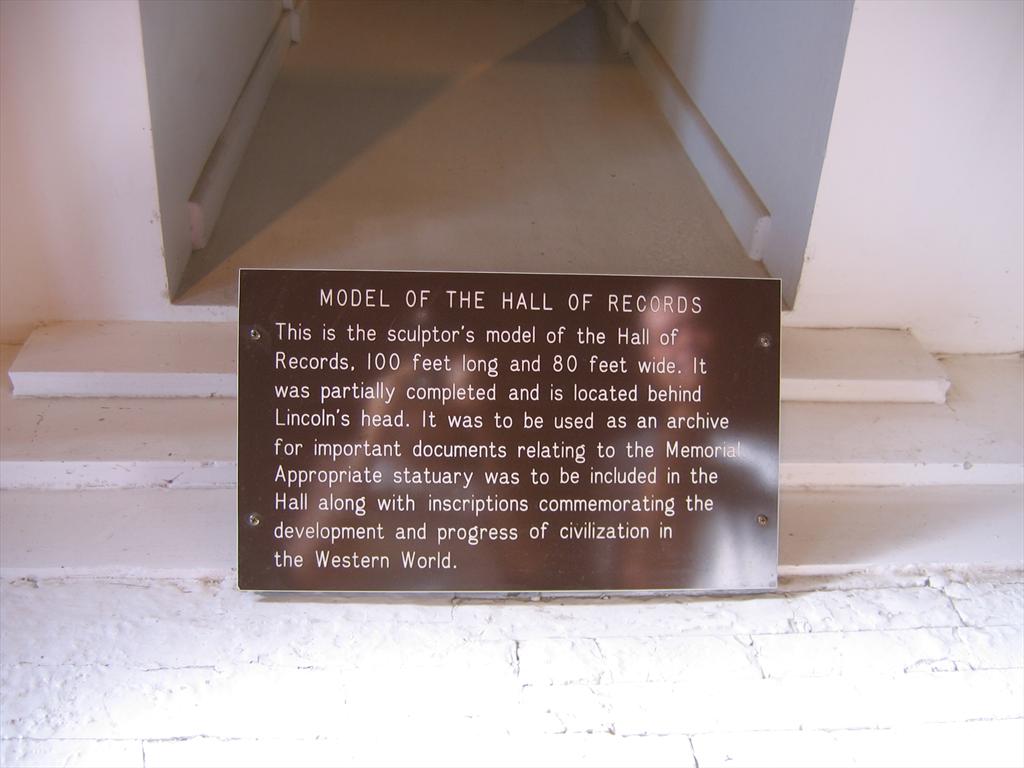 MODEL OF THE HALL OF RECORDS
This is the sculptor's model of the Hall of
Records, 100 feet long and 80 feet wide. It
was partially completed and is located behind
Lincoln's head. It was to be used as an archive
for important documents relating to the Memorial.
Appropriate statuary was to be included in the
Hall along with inscriptions commemorating the
development and progress of civilization in
the Western World.